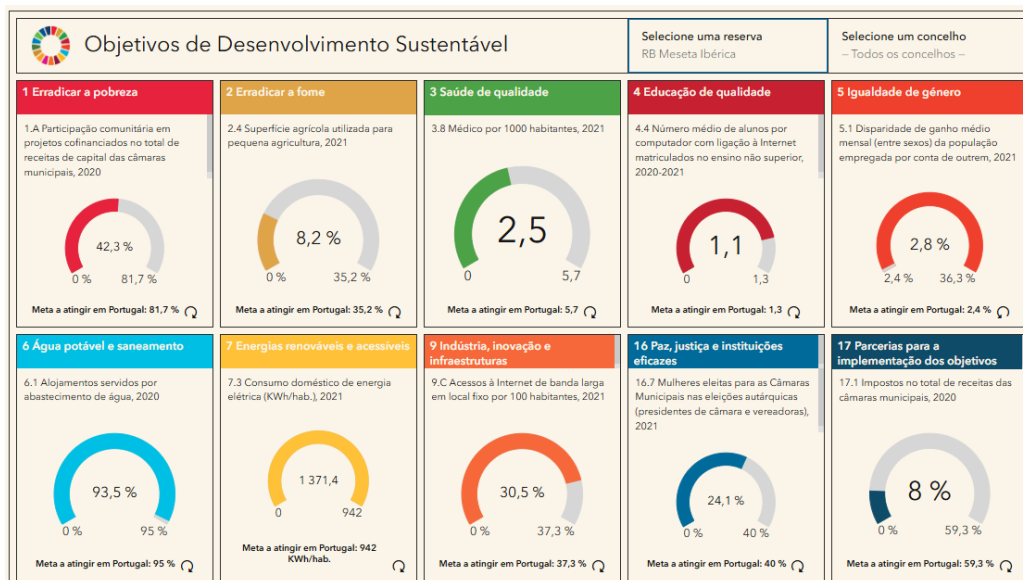 Objetivos de Desenvolvimento Sustentável
Selecione uma reserva
RB Meseta Ibérica
Selecione um concelho
– Todos os concelhos –
1 Erradicar a pobreza
1.A Participação comunitária em
projetos cofinanciados no total de
receitas de capital das câmaras
municipais, 2020
42,3 %
0 %
81,7 %
Meta a atingir em Portugal: 81,7 %
2 Erradicar a fome
2.4 Superfície agrícola utilizada para
pequena agricultura, 2021
8,2 %
0 %
35,2 %
Meta a atingir em Portugal: 35,2 %
3 Saúde de qualidade
3.8 Médico por 1000 habitantes, 2021
2,5
0
5,7
Meta a atingir em Portugal: 5,7
4 Educação de qualidade
4.4 Número médio de alunos por
computador com ligação à Internet
matriculados no ensino não superior,
2020-2021
1,1
0
1,3
Meta a atingir em Portugal: 1,3
5 Igualdade de género
5.1 Disparidade de ganho médio
mensal (entre sexos) da população
empregada por conta de outrem, 2021
2,8 %
2,4 %
36,3 %
Meta a atingir em Portugal: 2,4 %
6 Água potável e saneamento
6.1 Alojamentos servidos por
abastecimento de água, 2020
93,5 %
0 %
95 %
Meta a atingir em Portugal: 95 %
7 Energias renováveis e acessíveis
7.3 Consumo doméstico de energia
elétrica (KWh/hab.), 2021
1 371,4
0
942
Meta a atingir em Portugal: 942
KWh/hab.
9 Indústria, inovação e
infraestruturas
9.C Acessos à Internet de banda larga
em local fixo por 100 habitantes, 2021
30,5 %
0 %
37,3 %
Meta a atingir em Portugal: 37,3 %
16 Paz, justiça e instituições
eficazes
16.7 Mulheres eleitas para as Câmaras
Municipais nas eleições autárquicas
(presidentes de câmara e vereadoras),
2021
24,1 %
0 %
40 %
Meta a atingir em Portugal: 40 %
17 Parcerias para a
implementação dos objetivos
17.1 Impostos no total de receitas das
câmaras municipais, 2020
8 %
0 %
59,3 %
Meta a atingir em Portugal: 59,3 %